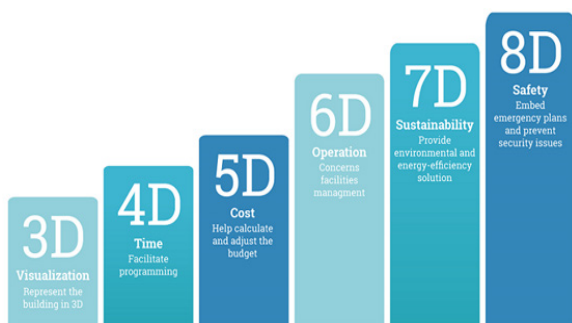 3D
Visualization
Represent the
building in 3D
4D
Time
Facilitate
programming
5D
Cost
Help calculate
and adjust the
budget
6D
Operation
Concerns
facilities
managment
7D
Sustainability
Provide
environmental and
energy-efficiency
solution
8D
Safety
Embed
emergency plans
and prevent
security issues